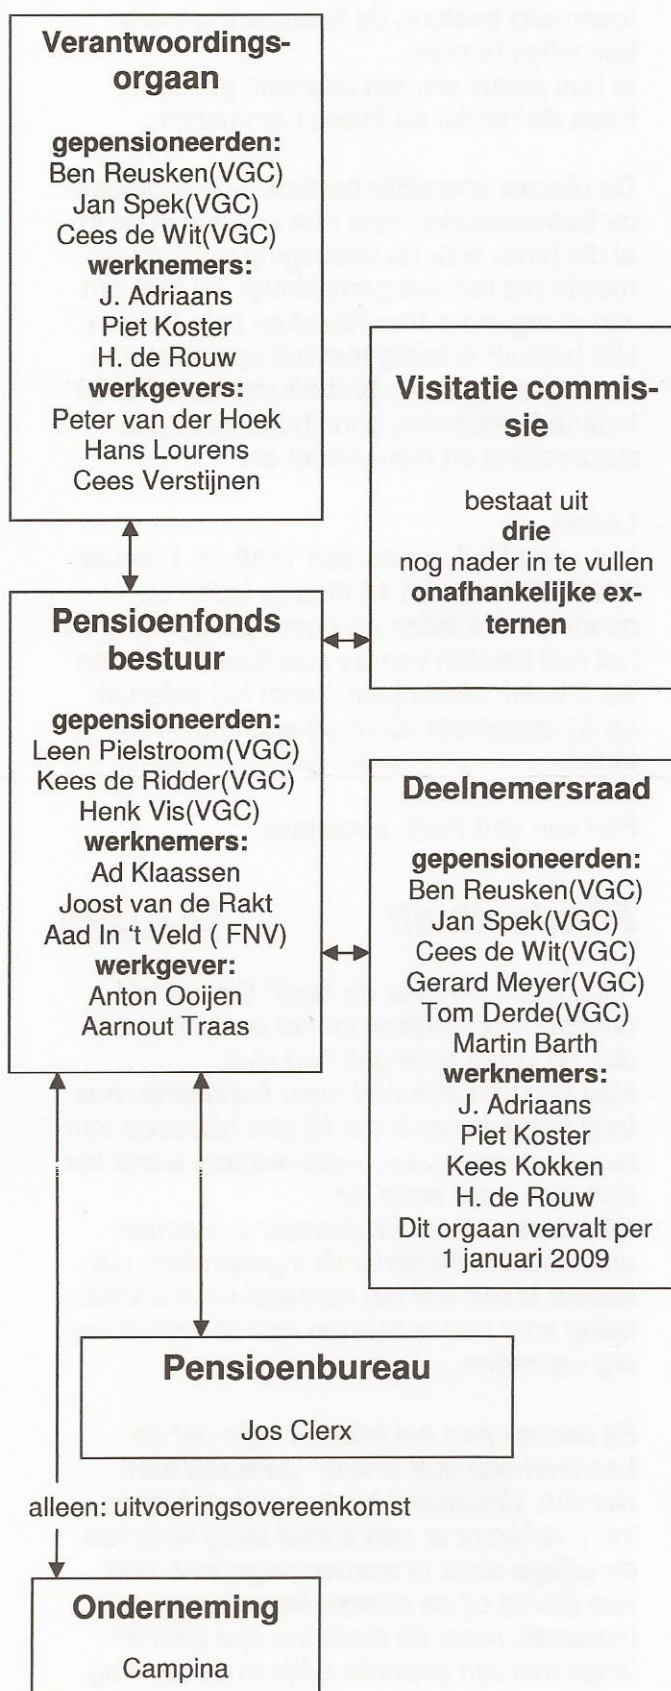 Verantwoordings-
orgaan
gepensioneerden:
Ben Reusken(VGC)
Jan Spek(VGC)
Cees de Wit(VGC)
werknemers:
J. Adriaans
Piet Koster
H. de Rouw
werkgevers:
Peter van der Hoek
Hans Lourens
Cees Verstijnen
Visitatie commis-
sie
bestaat uit
drie
nog nader in te vullen
onafhankelijke ex-
ternen
Pensioenfonds
bestuur
gepensioneerden:
Leen Pielstroom(VGC)
Kees de Ridder(VGC)
Henk Vis(VGC)
werknemers:
Ad Klaassen
Joost van de Rakt
Aad In 't Veld ( FNV)
werkgever:
Anton Ooijen
Aarnout Traas
Deelnemersraad
gepensioneerden:
Ben Reusken(VGC)
Jan Spek(VGC)
Cees de Wit(VGC)
Gerard Meyer(VGC)
Tom Derde(VGC)
Martin Barth
werknemers:
J. Adriaans
Piet Koster
Kees Kokken
H. de Rouw
Dit orgaan vervalt per
1 januari 2009
Pensioenbureau
Jos Clerx
alleen: uitvoeringsovereenkomst
Onderneming
Campina